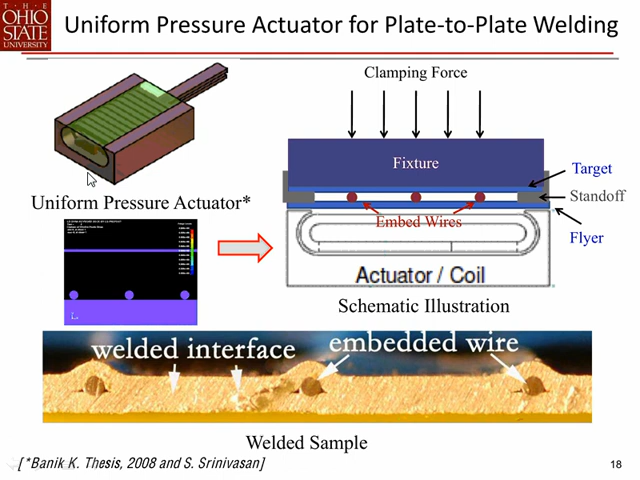 T·H·E
OHIO
STATE
UNIVERSITY
Uniform Pressure Actuator for Plate-to-Plate Welding
Clamping Force
Fixture
Target
Standoff
Embed Wires
Flyer
Actuator / Coil
Uniform Pressure Actuator*
Schematic Illustration
welded interface
embedded wire
Welded Sample
[*Banik K. Thesis, 2008 and S. Srinivasan]
18